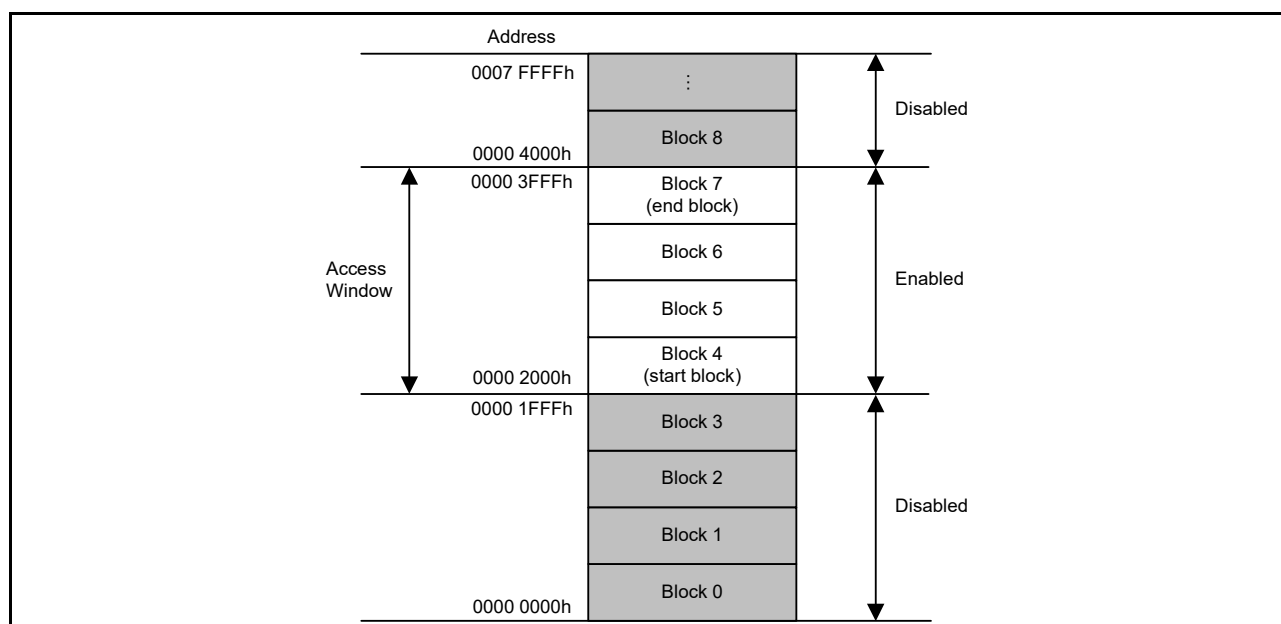 Address
0007 FFFFh
⋮
Disabled
Block 8
0000 4000h
0000 3FFFh
Block 7
(end block)
Block 6
Access
Window
Enabled
Block 5
Block 4
(start block)
0000 2000h
0000 1FFFh
Block 3
Block 2
Disabled
Block 1
Block 0
0000 0000h